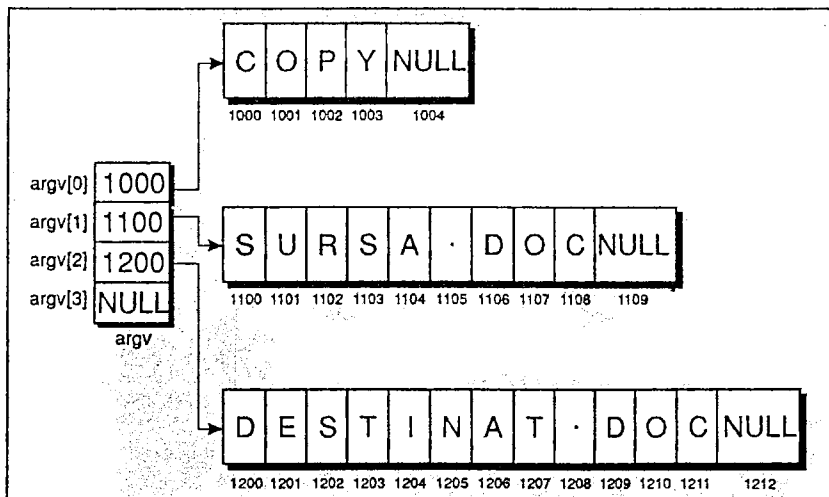 C O P Y NULL
1000 1001 1002 1003 1004
argv[0] 1000
argv[1] 1100
argv[2] 1200
argv[3] NULL
argv
S U R S A . D O C NULL
1100 1101 1102 1103 1104 1105 1106 1107 1108 1109
D E S T I N A T . D O C NULL
1200 1201 1202 1203 1204 1205 1206 1207 1208 1209 1210 1211 1212